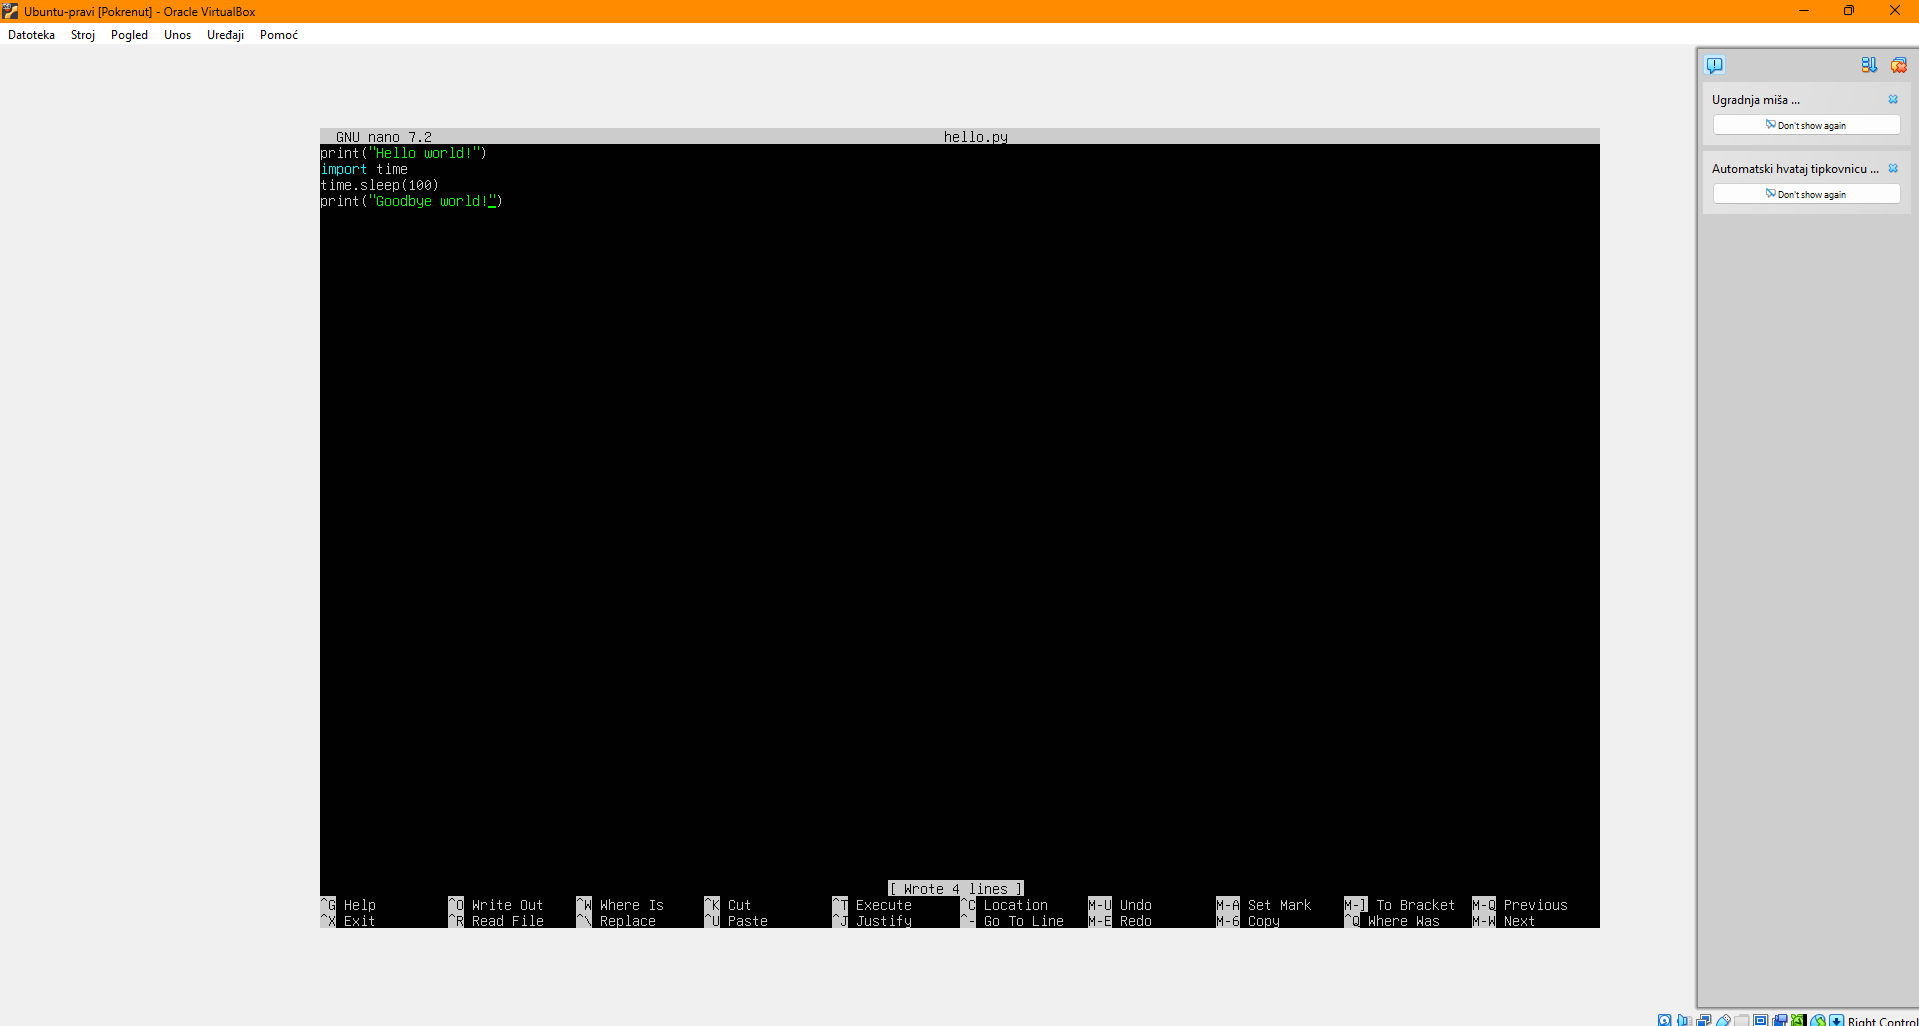 Ubuntu-pravi [Pokrenut] - Oracle VirtualBox
Datoteka Stroj Pogled Unos Uređaji Pomoć
GNU nano 7.2 hello.py
print("Hello world!")
import time
time.sleep(100)
print("Goodbye world!")
[ Wrote 4 lines ]
^G Help ^O Write Out ^W Where Is ^K Cut ^T Execute ^C Location M-U Undo M-A Set Mark M-] To Bracket M-Q Previous
^X Exit ^R Read File ^\ Replace ^U Paste ^J Justify ^- Go To Line M-E Redo M-6 Copy ^Q Where Was M-W Next
Ugradnja miša ...
Don't show again
Automatski hvataj tipkovnicu ...
Don't show again
Right Control